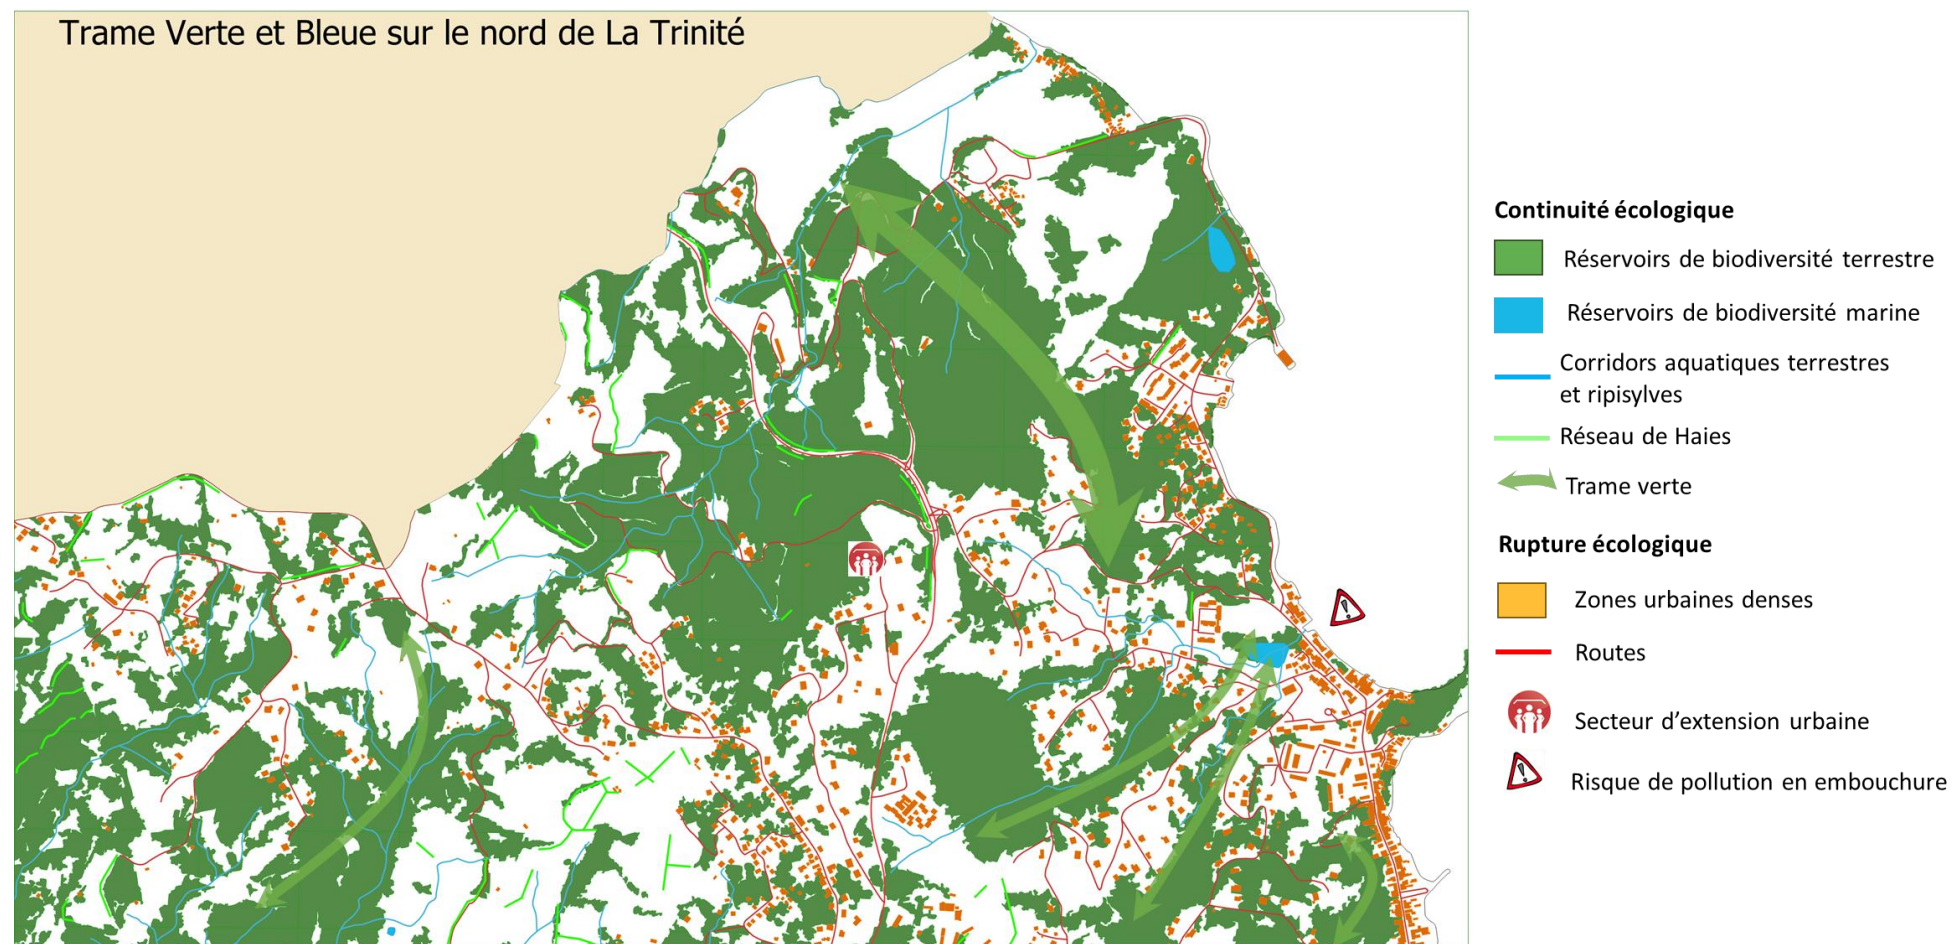 Trame Verte et Bleue sur le nord de La Trinité
Continuité écologique
Réservoirs de biodiversité terrestre
Réservoirs de biodiversité marine
Corridors aquatiques terrestres
et ripisylves
Réseau de Haies
Trame verte
Rupture écologique
Zones urbaines denses
Routes
Secteur d'extension urbaine
Risque de pollution en embouchure